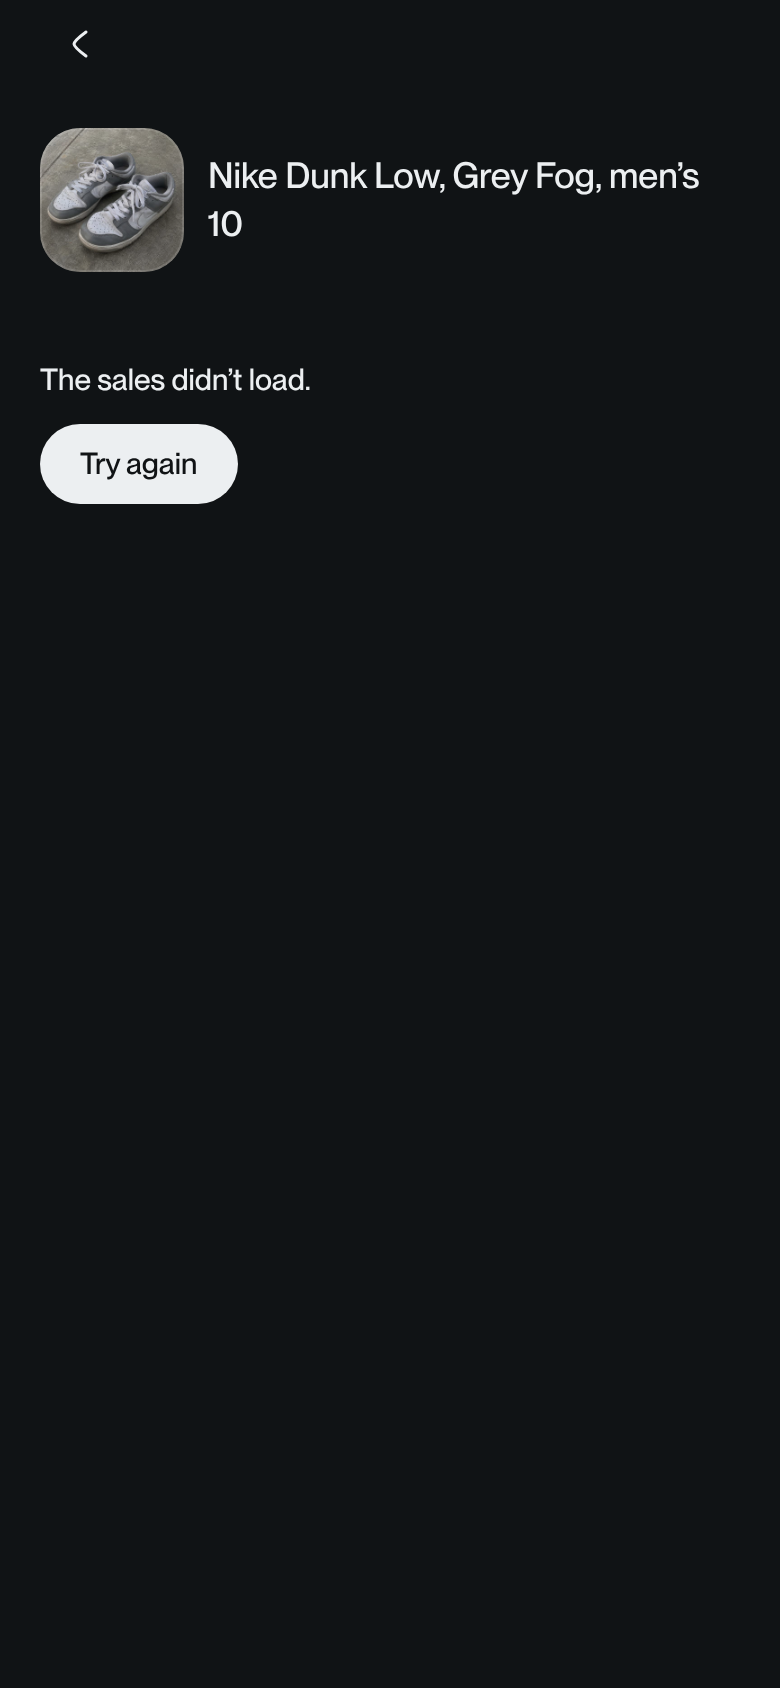 Nike Dunk Low, Grey Fog, men’s
10
The sales didn’t load.
Try again